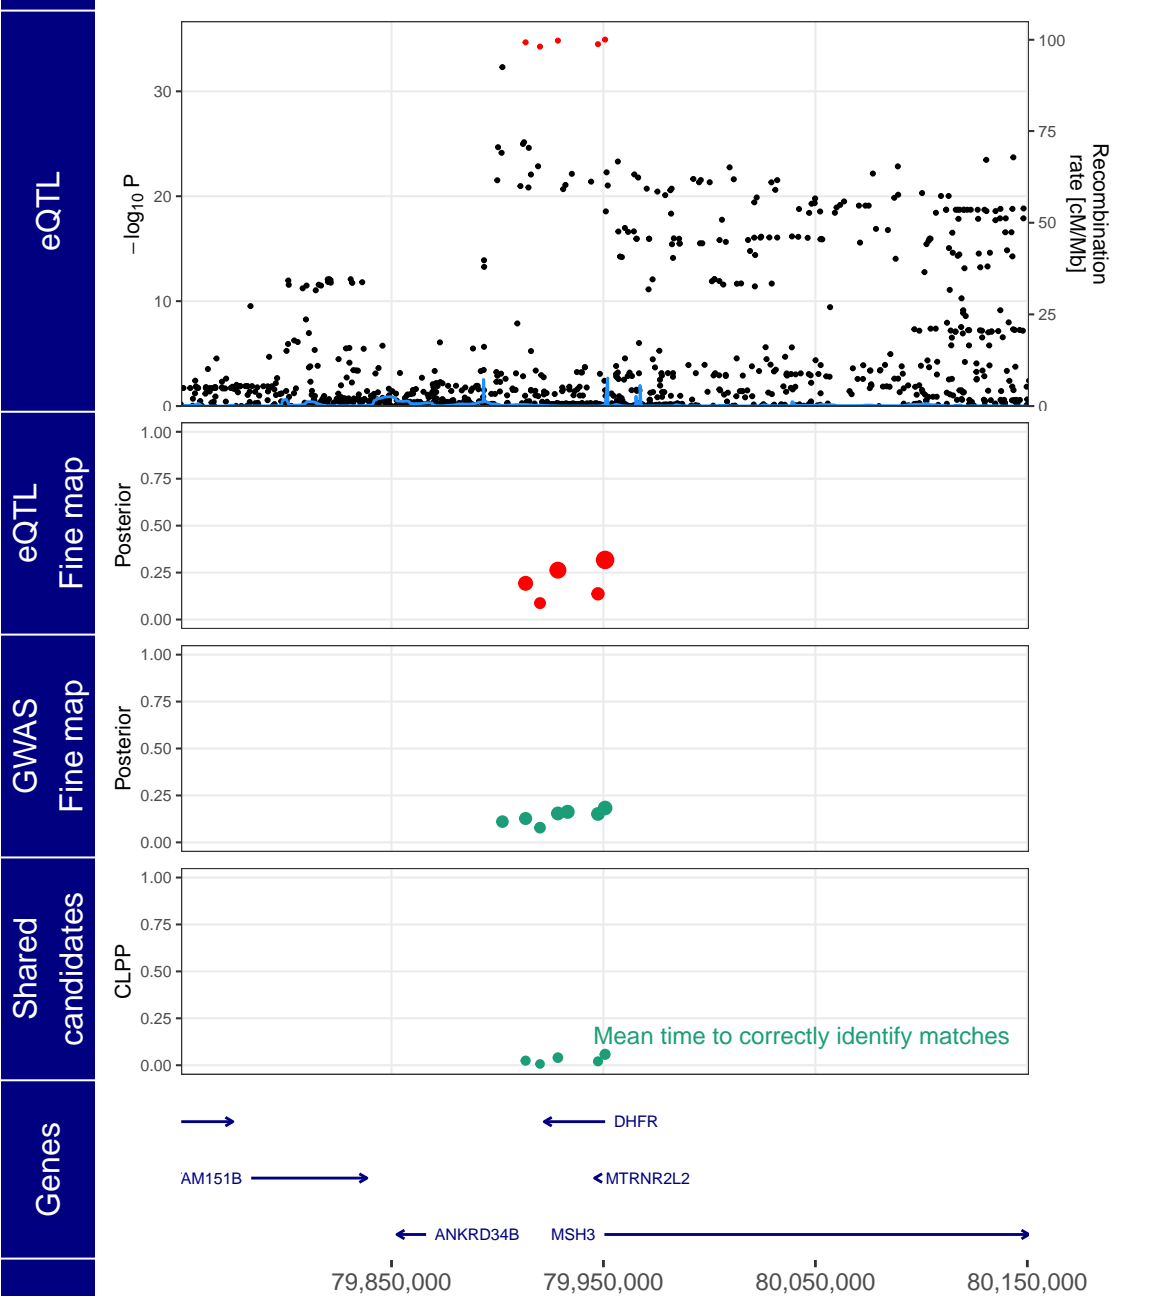 eQTL
−log10 P
30
20
10
0
100
75
50
25
0
Recombination
rate [cM/Mb]
eQTL
Fine map
Posterior
1.00
0.75
0.50
0.25
0.00
GWAS
Fine map
Posterior
1.00
0.75
0.50
0.25
0.00
Shared
candidates
CLPP
1.00
0.75
0.50
0.25
0.00
Mean time to correctly identify matches
Genes
DHFR
AM151B
MTRNR2L2
ANKRD34B
MSH3
79,850,000
79,950,000
80,050,000
80,150,000